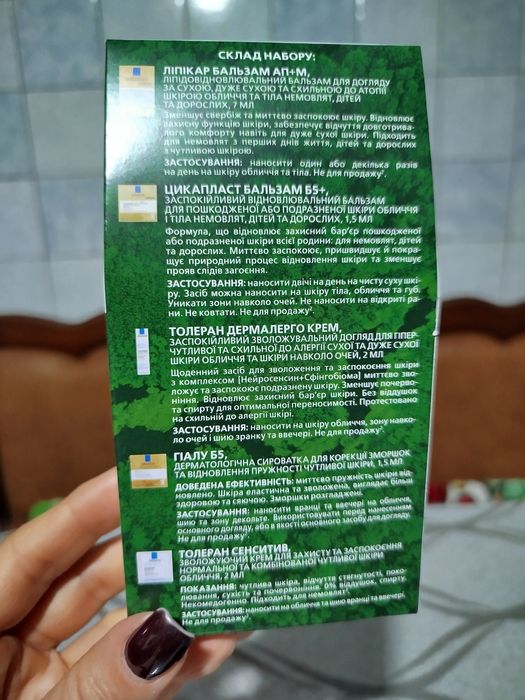 СКЛАД НАБОРУ:
ЛІПІКАР БАЛЬЗАМ АП+М,
ЛІПІДОВІДНОВЛЮВАЛЬНИЙ БАЛЬЗАМ ДЛЯ ДОГЛЯДУ
ЗА СУХОЮ, ДУЖЕ СУХОЮ ТА СХИЛЬНОЮ ДО АТОПІЇ
ШКІРОЮ ОБЛИЧЧЯ ТА ТІЛА НЕМОВЛЯТ, ДІТЕЙ
ТА ДОРОСЛИХ, 7 МЛ
Зменшує свербіж та миттєво заспокоює шкіру. Відновлює
захисну функцію шкіри, забезпечує відчуття довготрива-
лого комфорту навіть для дуже сухої шкіри. Підходить
для немовлят з перших днів життя, дітей та дорослих
з чутливою шкірою.
ЗАСТОСУВАННЯ: наносити один або декілька разів
на день на шкіру обличчя та тіла. Не для продажу².
ЦИКАПЛАСТ БАЛЬЗАМ Б5+,
ЗАСПОКІЙЛИВИЙ ВІДНОВЛЮВАЛЬНИЙ БАЛЬЗАМ
ДЛЯ ПОШКОДЖЕНОЇ АБО ПОДРАЗНЕНОЇ ШКІРИ ОБЛИЧЧЯ
І ТІЛА НЕМОВЛЯТ, ДІТЕЙ ТА ДОРОСЛИХ, 1,5 МЛ
Формула, що відновлює захисний бар'єр пошкодженої
або подразненої шкіри всієї родини: для немовлят, дітей
та дорослих. Миттєво заспокоює, пришвидшує й покра-
щує природний процес відновлення шкіри та зменшує
прояв слідів загоєння.
ЗАСТОСУВАННЯ: наносити двічі на день на чисту суху шкі-
ру. Засіб можна наносити на шкіру тіла, обличчя та губ.
Уникати зони навколо очей. Не наносити на відкриті ра-
ни. Не ковтати. Не для продажу².
ТОЛЕРАН ДЕРМАЛЕРГО КРЕМ,
ЗАСПОКІЙЛИВИЙ ЗВОЛОЖУВАЛЬНИЙ ДОГЛЯД ДЛЯ ГІПЕР-
ЧУТЛИВОЇ ТА СХИЛЬНОЇ ДО АЛЕРГІЇ СУХОЇ ТА ДУЖЕ СУХОЇ
ШКІРИ ОБЛИЧЧЯ ТА ШКІРИ НАВКОЛО ОЧЕЙ, 2 МЛ
Щоденний засіб для зволоження та заспокоєння шкіри
з комплексом [Нейросенсин+Сфінгобіома] миттєво зво-
ложує та заспокоює подразнену шкіру. Зменшує почерво-
ніння. Відновлює захисний бар'єр шкіри. Без віддушок
та спирту для оптимальної переносимості. Протестовано
на схильній до алергії шкірі.
ЗАСТОСУВАННЯ: наносити на шкіру обличчя, зону навко-
ло очей і шию зранку та ввечері. Не для продажу².
ГІАЛУ Б5,
ДЕРМАТОЛОГІЧНА СИРОВАТКА ДЛЯ КОРЕКЦІЇ ЗМОРШОК
ТА ВІДНОВЛЕННЯ ПРУЖНОСТІ ЧУТЛИВОЇ ШКІРИ, 1,5 МЛ
ДОВЕДЕНА ЕФЕКТИВНІСТЬ: миттєво пружність шкіри від-
новлено. Шкіра еластична та зволожена, виглядає більш
здоровою та сяючою. Зморшки розгладжені.
ЗАСТОСУВАННЯ: наносити вранці та ввечері на обличчя,
шию та зону декольте. Використовувати перед нанесенням
основного догляду, або в якості основного засобу для догляду.
Не для продажу².
ТОЛЕРАН СЕНСИТИВ,
ЗВОЛОЖУЮЧИЙ КРЕМ ДЛЯ ЗАХИСТУ ТА ЗАСПОКОЄННЯ
НОРМАЛЬНОЇ ТА КОМБІНОВАНОЇ ЧУТЛИВОЇ ШКІРИ
ОБЛИЧЧЯ, 2 МЛ
ПОКАЗАННЯ: чутлива шкіра, відчуття стягнутості, поко-
лювання, сухість та почервоніння. 0% віддушок, спирту.
Некомедогенно. Підходить для немовлят.
ЗАСТОСУВАННЯ: наносити на обличчя та шию вранці та ввечері.
Не для продажу².